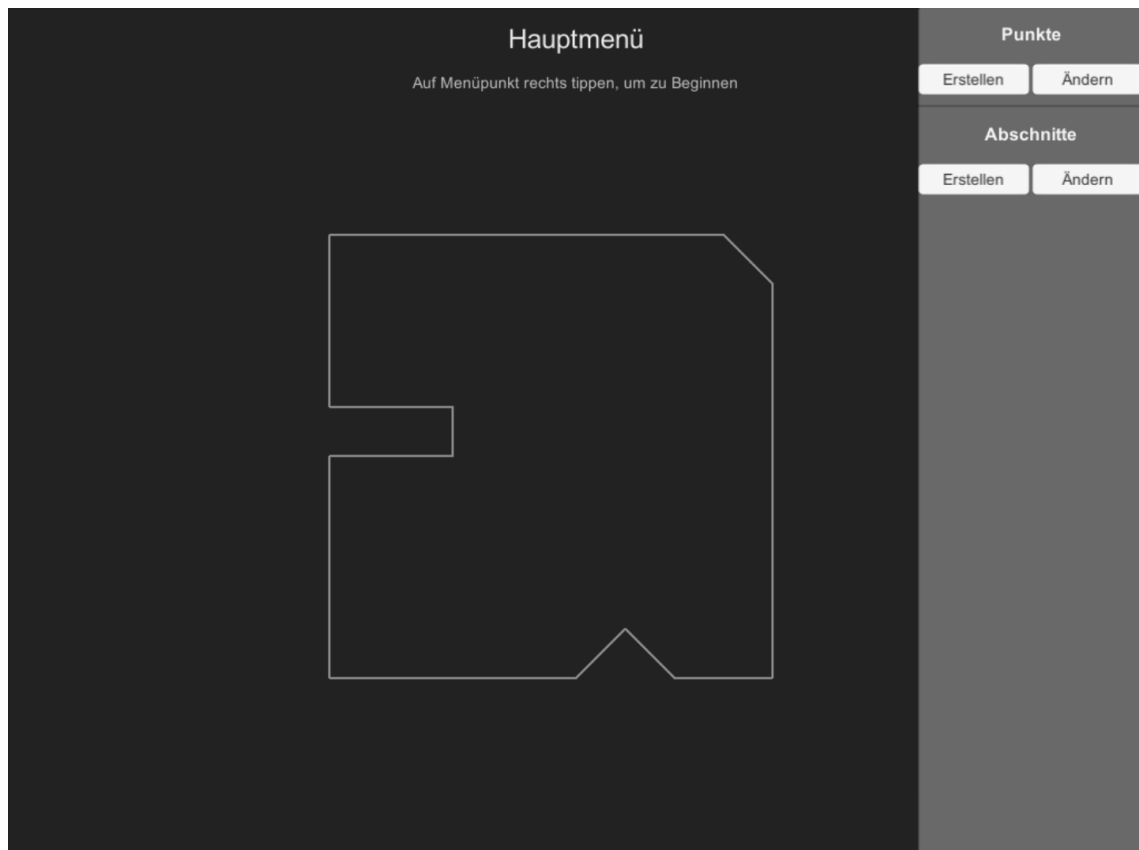 Hauptmenü
Auf Menüpunkt rechts tippen, um zu Beginnen
Punkte
Erstellen Ändern
Abschnitte
Erstellen Ändern